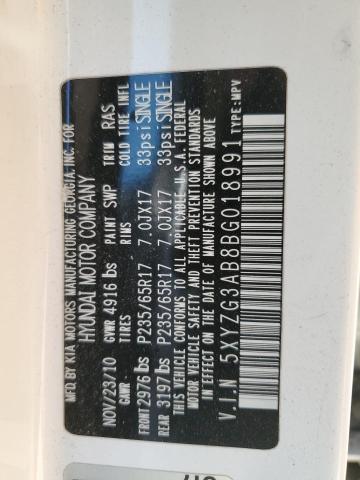 MFD.BY KIA MOTORS MANUFACTURING GEORGIA, INC. FOR
HYUNDAI MOTOR COMPANY
NOV/23/10 PAINT SWP TRIM RAS
GVWR 4916 lbs
GAWR: TIRES RIMS COLD TIRE INFL
FRONT 2976 lbs P235/65R17 7.0JX17 33psi SINGLE
REAR 3197 lbs P235/65R17 7.0JX17 33psi SINGLE
THIS VEHICLE CONFORMS TO ALL APPLICABLE U.S.A. FEDERAL
MOTOR VEHICLE SAFETY AND THEFT PREVENTION STANDARDS
IN EFFECT ON THE DATE OF MANUFACTURE SHOWN ABOVE
V.I.N 5XYZG3AB8BG018991 TYPE:MPV